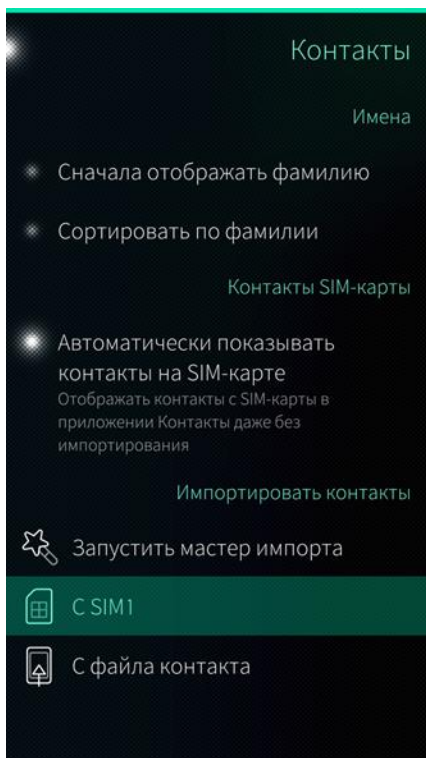 Контакты
Имена
Сначала отображать фамилию
Сортировать по фамилии
Контакты SIM-карты
Автоматически показывать
контакты на SIM-карте
Отображать контакты с SIM-карты в
приложении Контакты даже без
импортирования
Импортировать контакты
Запустить мастер импорта
С SIM1
С файла контакта